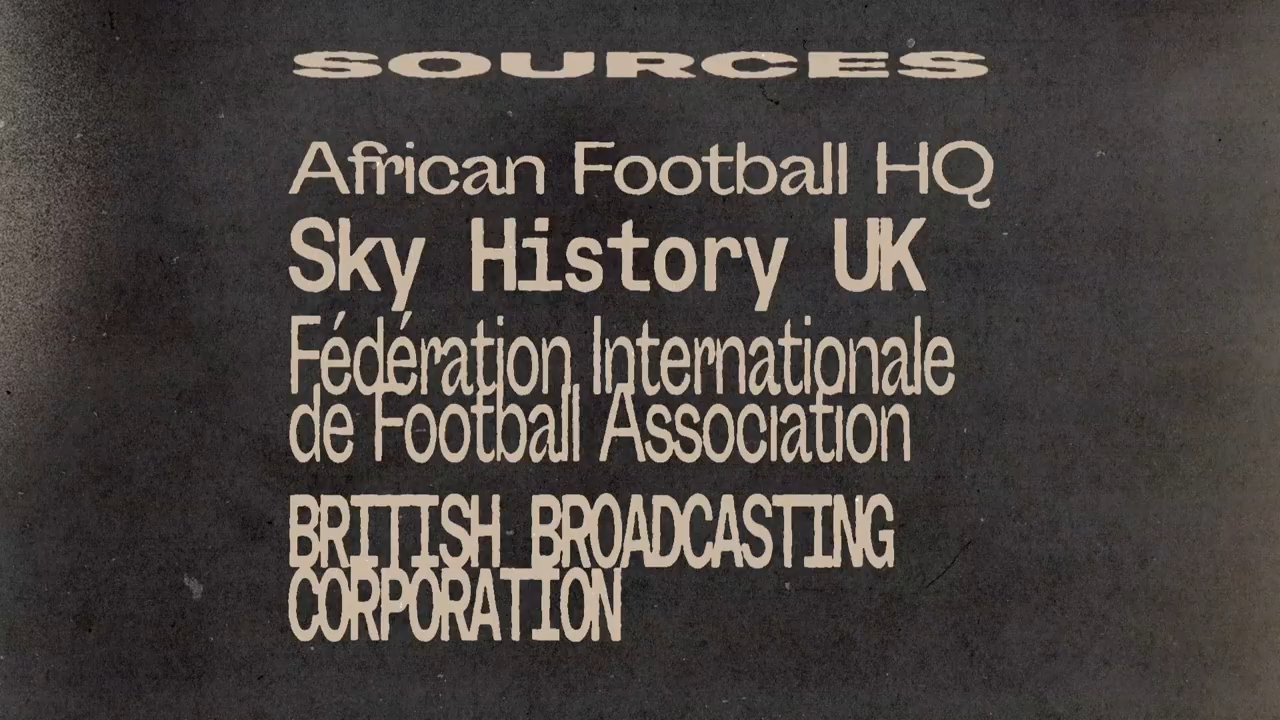 SOURCES
African Football HQ
Sky History UK
Fédération Internationale
de Football Association
BRITISH BROADCASTING
CORPORATION